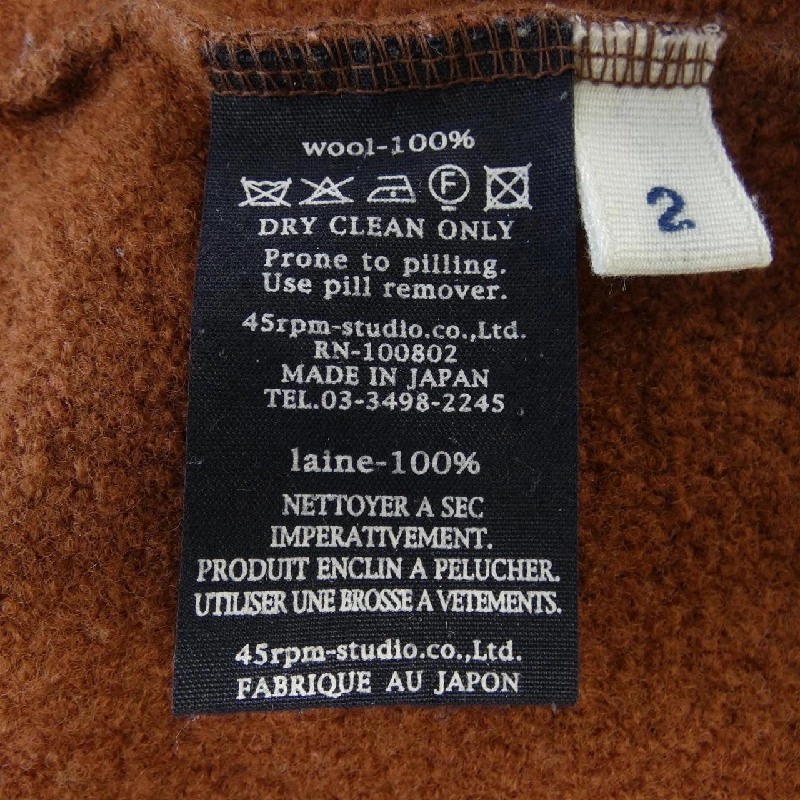 wool-100%
F
DRY CLEAN ONLY
Prone to pilling.
Use pill remover.
45rpm-studio.co.,Ltd.
RN-100802
MADE IN JAPAN
TEL.03-3498-2245
laine-100%
NETTOYER A SEC
IMPERATIVEMENT.
PRODUIT ENCLIN A PELUCHER.
UTILISER UNE BROSSE A VETEMENTS.
45rpm-studio.co.,Ltd.
FABRIQUE AU JAPON
2